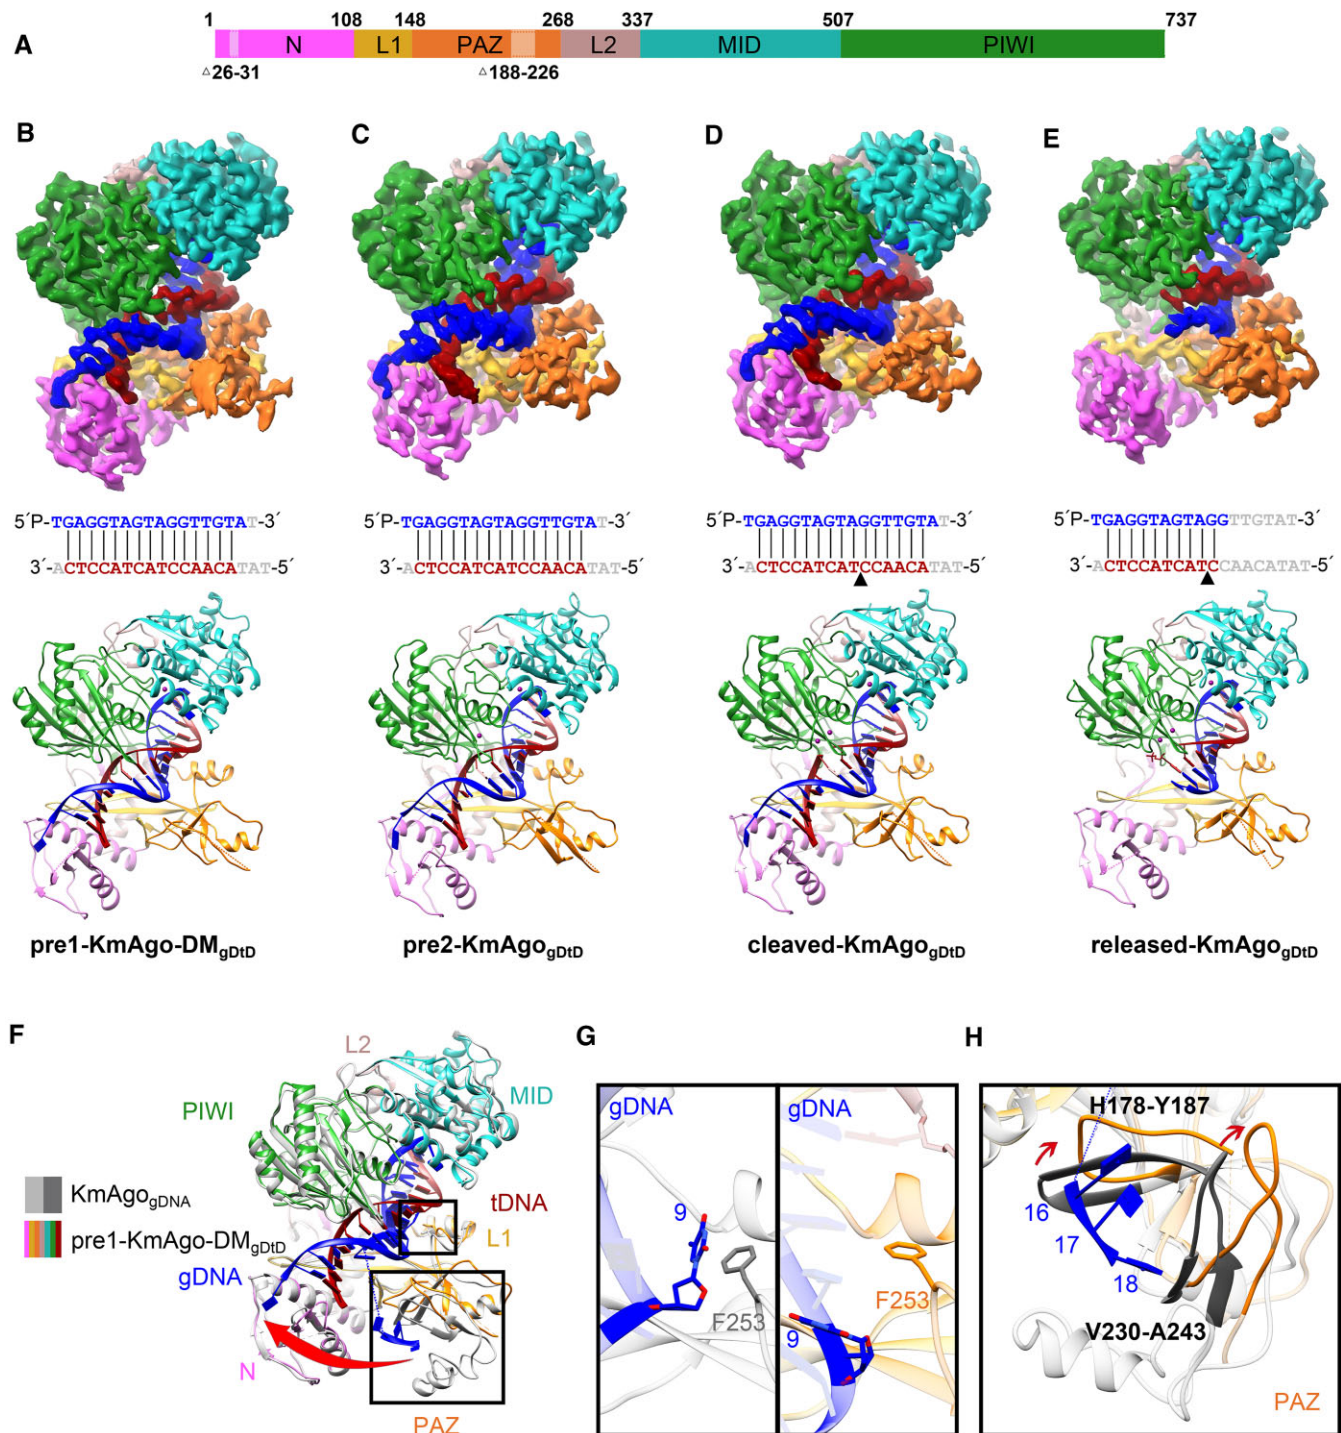 A
1 108 148 268 337 507 737
N L1 PAZ L2 MID PIWI
△26-31 △188-226
B C D E
5´P-TGAGGTAGTAGGTTGTAT-3´
3´-ACTCCATCATCCAACATAT-5´
5´P-TGAGGTAGTAGGTTGTAT-3´
3´-ACTCCATCATCCAACATAT-5´
5´P-TGAGGTAGTAGGTTGTAT-3´
3´-ACTCCATCATCCAACATAT-5´
5´P-TGAGGTAGTAGGTTGTAT-3´
3´-ACTCCATCATCCAACATAT-5´
pre1-KmAgo-DMgDtD
pre2-KmAgogDtD
cleaved-KmAgogDtD
released-KmAgogDtD
F
L2
PIWI
MID
KmAgogDNA
pre1-KmAgo-DMgDtD
tDNA
L1
gDNA
N
PAZ
G
gDNA
9
F253
gDNA
F253
9
H
H178-Y187
16
17
18
V230-A243
PAZ